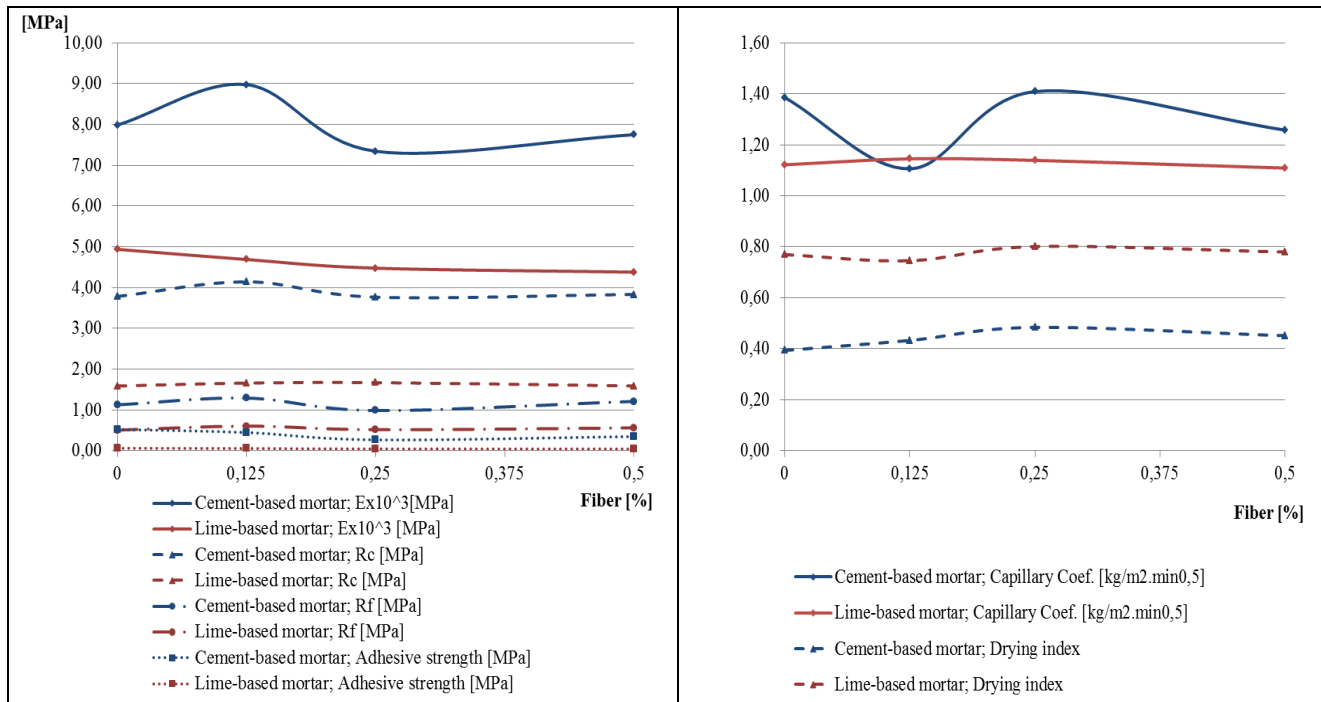 [MPa]
10,00
9,00
8,00
7,00
6,00
5,00
4,00
3,00
2,00
1,00
0,00
0 0,125 0,25 0,375 0,5
Fiber [%]
Cement-based mortar; Ex10^3[MPa]
Lime-based mortar; Ex10^3 [MPa]
Cement-based mortar; Rc [MPa]
Lime-based mortar; Rc [MPa]
Cement-based mortar; Rf [MPa]
Lime-based mortar; Rf [MPa]
Cement-based mortar; Adhesive strength [MPa]
Lime-based mortar; Adhesive strength [MPa]
1,60
1,40
1,20
1,00
0,80
0,60
0,40
0,20
0,00
0 0,125 0,25 0,375 0,5
Fiber [%]
Cement-based mortar; Capillary Coef. [kg/m2.min0,5]
Lime-based mortar; Capillary Coef. [kg/m2.min0,5]
Cement-based mortar; Drying index
Lime-based mortar; Drying index